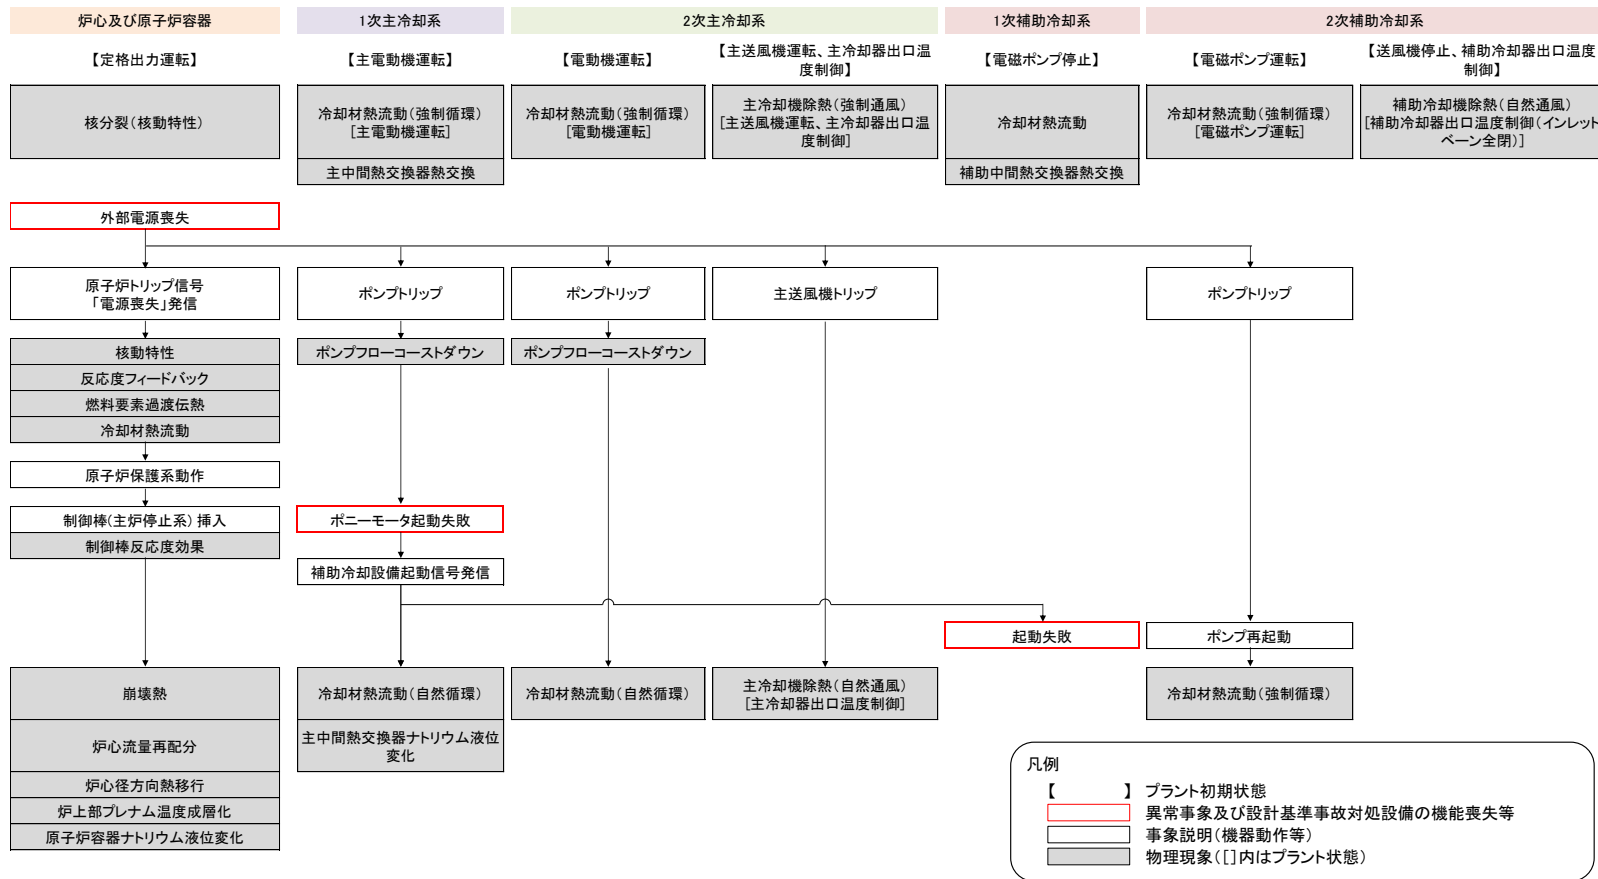 炉心及び原子炉容器
1次主冷却系
2次主冷却系
1次補助冷却系
2次補助冷却系
【定格出力運転】
【主電動機運転】
【電動機運転】
【主送風機運転、主冷却器出口温
度制御】
【電磁ポンプ停止】
【電磁ポンプ運転】
【送風機停止、補助冷却器出口温度
制御】
核分裂(核動特性)
冷却材熱流動(強制循環)
[主電動機運転]
冷却材熱流動(強制循環)
[電動機運転]
主冷却機除熱(強制通風)
[主送風機運転、主冷却器出口温
度制御]
冷却材熱流動
冷却材熱流動(強制循環)
[電磁ポンプ運転]
補助冷却機除熱(自然通風)
[補助冷却器出口温度制御(インレット
ベーン全閉)]
主中間熱交換器熱交換
補助中間熱交換器熱交換
外部電源喪失
原子炉トリップ信号
「電源喪失」発信
ポンプトリップ
ポンプトリップ
主送風機トリップ
ポンプトリップ
核動特性
ポンプフローコーストダウン
ポンプフローコーストダウン
反応度フィードバック
燃料要素過渡伝熱
冷却材熱流動
原子炉保護系動作
制御棒(主炉停止系) 挿入
ポニーモータ起動失敗
制御棒反応度効果
補助冷却設備起動信号発信
起動失敗
ポンプ再起動
崩壊熱
冷却材熱流動(自然循環)
冷却材熱流動(自然循環)
主冷却機除熱(自然通風)
[主冷却器出口温度制御]
冷却材熱流動(強制循環)
炉心流量再配分
主中間熱交換器ナトリウム液位
変化
炉心径方向熱移行
炉上部プレナム温度成層化
原子炉容器ナトリウム液位変化
凡例
【 】 プラント初期状態
異常事象及び設計基準事故対処設備の機能喪失等
事象説明(機器動作等)
物理現象([]内はプラント状態)